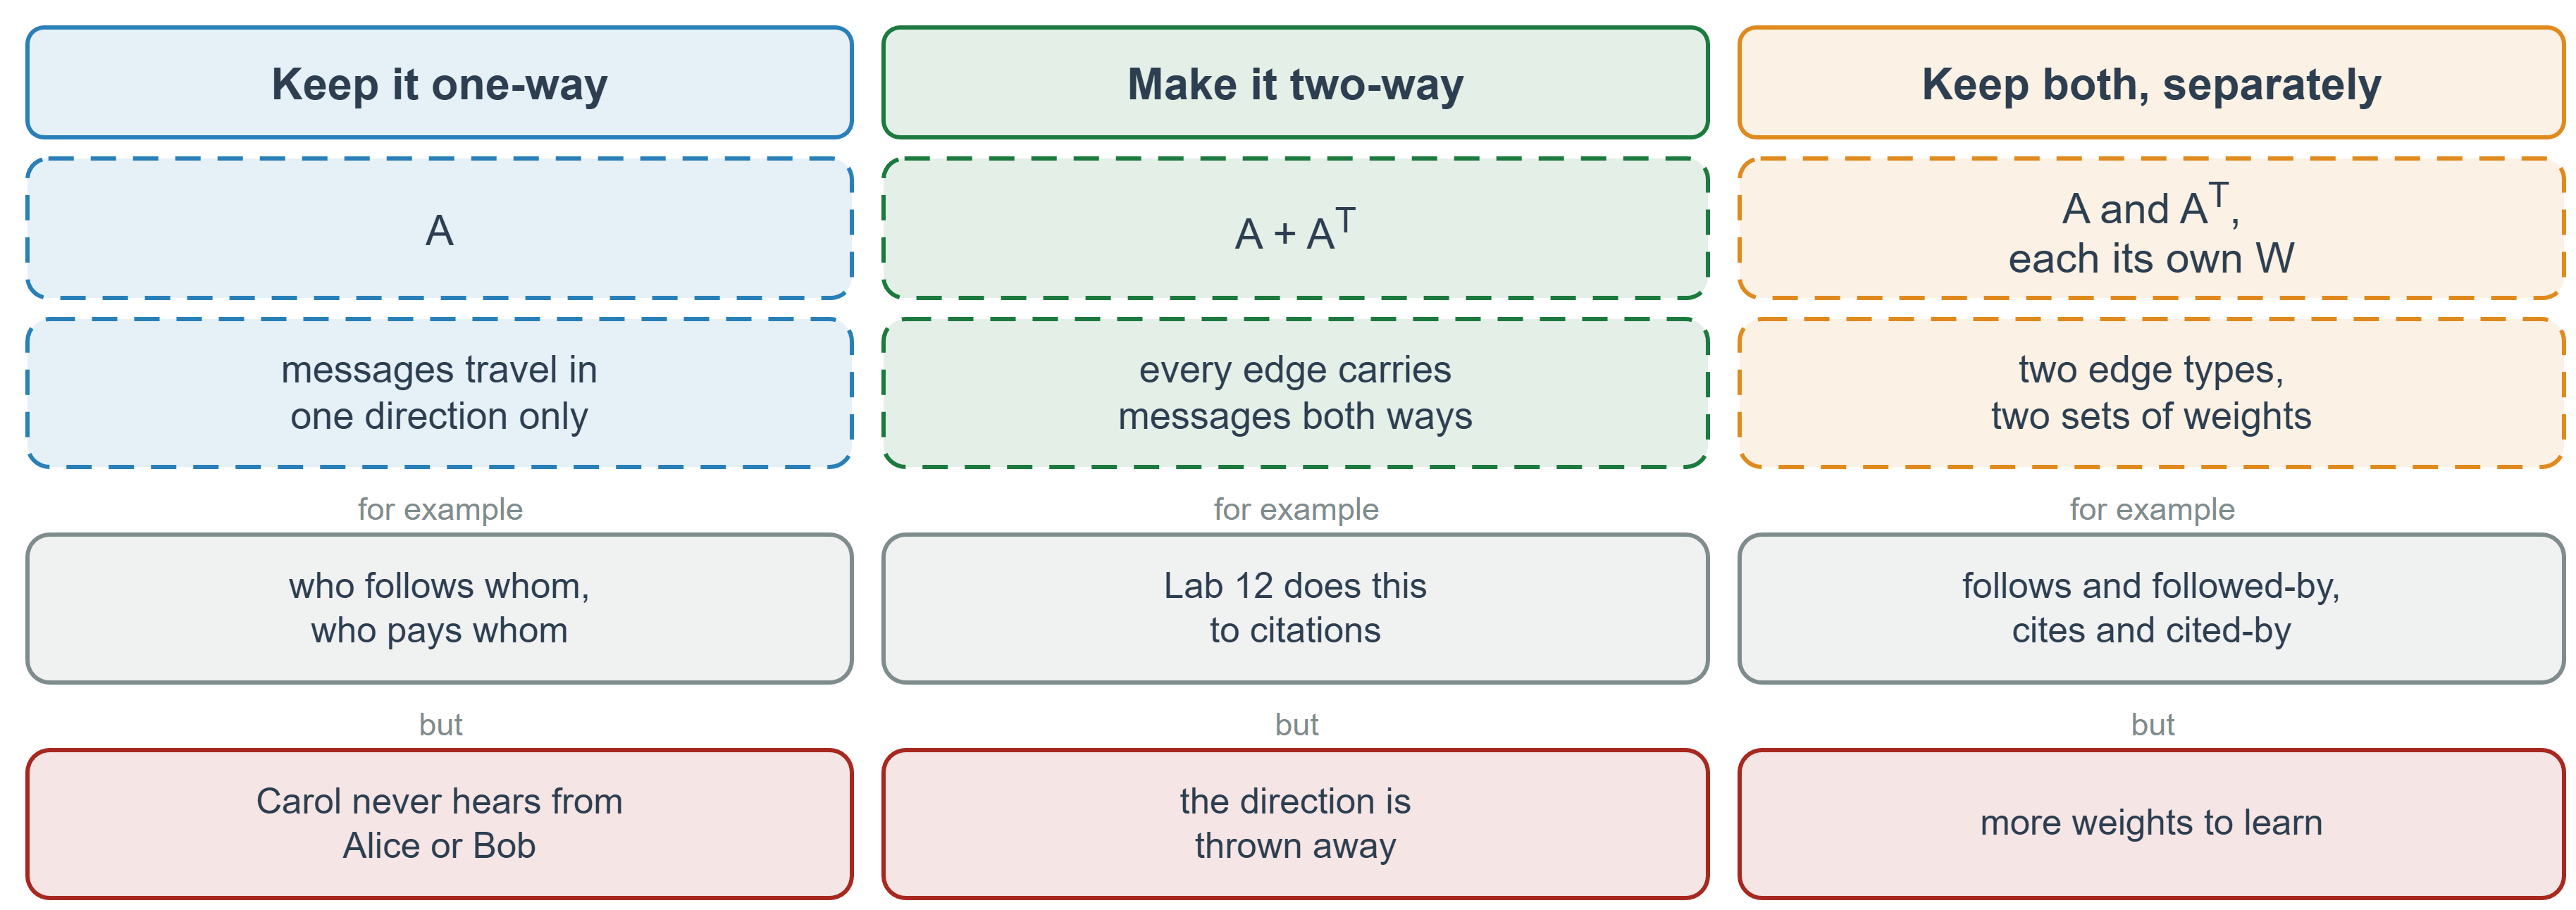 Keep it one-way
A
messages travel in
one direction only
for example
who follows whom,
who pays whom
but
Carol never hears from
Alice or Bob
Make it two-way
A + Aᵀ
every edge carries
messages both ways
for example
Lab 12 does this
to citations
but
the direction is
thrown away
Keep both, separately
A and Aᵀ,
each its own W
two edge types,
two sets of weights
for example
follows and followed-by,
cites and cited-by
but
more weights to learn